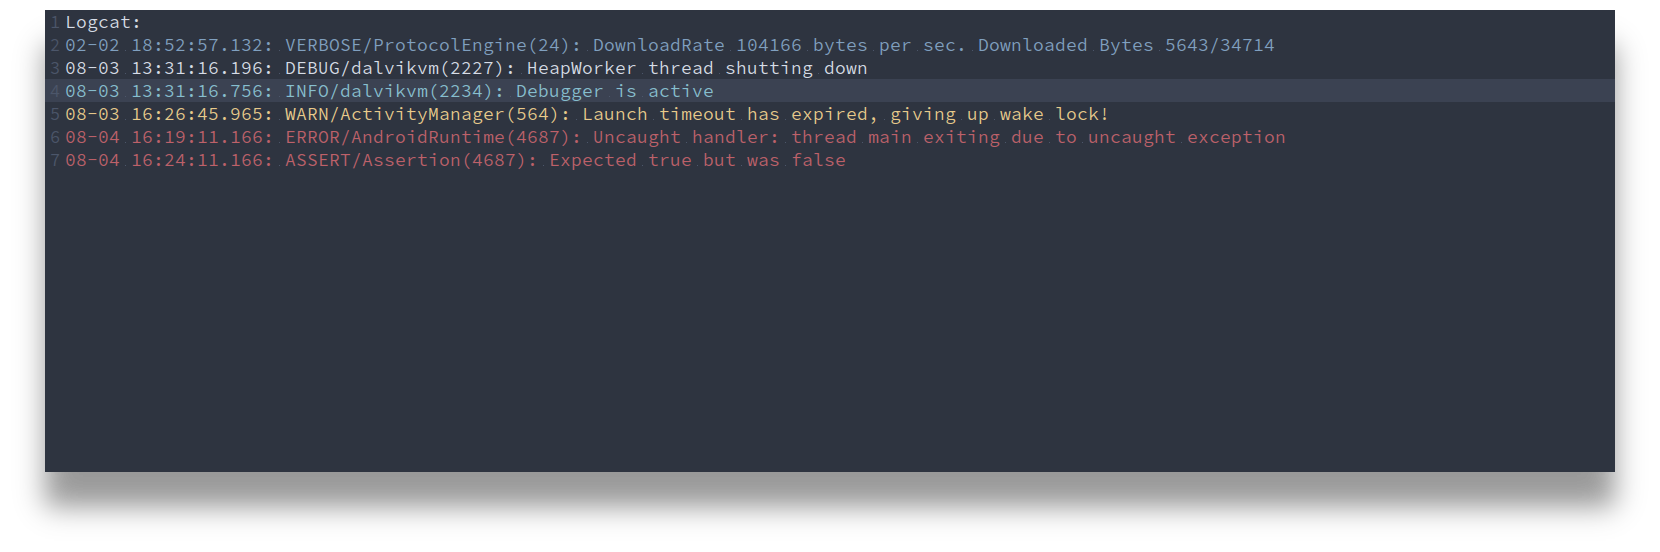 1 Logcat:
2 02-02 18:52:57.132: VERBOSE/ProtocolEngine(24): DownloadRate 104166 bytes per sec. Downloaded Bytes 5643/34714
3 08-03 13:31:16.196: DEBUG/dalvikvm(2227): HeapWorker thread shutting down
4 08-03 13:31:16.756: INFO/dalvikvm(2234): Debugger is active
5 08-03 16:26:45.965: WARN/ActivityManager(564): Launch timeout has expired, giving up wake lock!
6 08-04 16:19:11.166: ERROR/AndroidRuntime(4687): Uncaught handler: thread main exiting due to uncaught exception
7 08-04 16:24:11.166: ASSERT/Assertion(4687): Expected true but was false